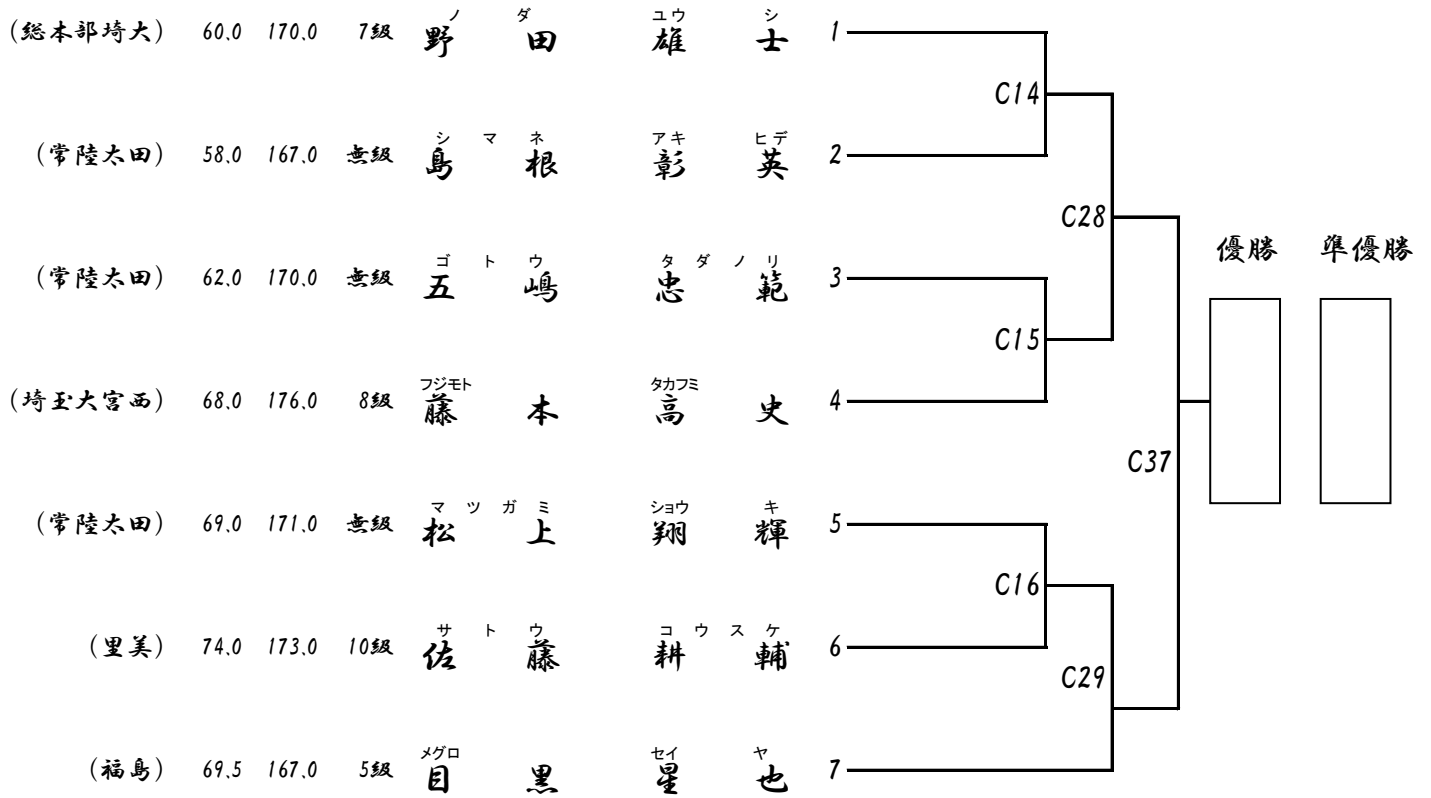 ノ ダ ユウ シ
(総本部埼大) 60.0 170.0 7級 野 田 雄 士 1
C14
シ マ ネ アキ ヒデ
(常陸太田) 58.0 167.0 無級 島 根 彰 英 2
C28
優勝 準優勝
ゴ ト ウ タ ダ ノ リ
(常陸太田) 62.0 170.0 無級 五 嶋 忠 範 3
C15
フジモト タカフミ
(埼玉大宮西) 68.0 176.0 8級 藤 本 高 史 4
C37
マ ツ ガ ミ ショウ キ
(常陸太田) 69.0 171.0 無級 松 上 翔 輝 5
C16
サ ト ウ コ ウ ス ケ
(里美) 74.0 173.0 10級 佐 藤 耕 輔 6
C29
メグロ セイ ヤ
(福島) 69.5 167.0 5級 目 黒 星 也 7